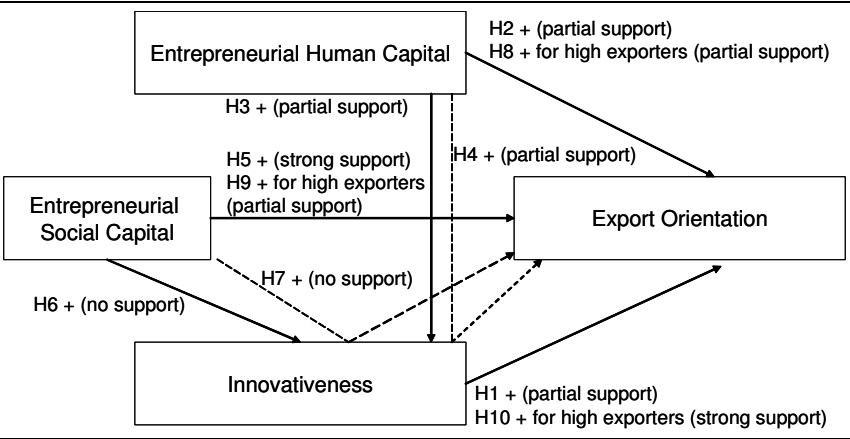 H2 + (partial support)
H8 + for high exporters (partial support)
Entrepreneurial Human Capital
H3 + (partial support)
H4 + (partial support)
H5 + (strong support)
H9 + for high exporters
(partial support)
Entrepreneurial
Social Capital
Export Orientation
H7 + (no support)
H6 + (no support)
Innovativeness
H1 + (partial support)
H10 + for high exporters (strong support)